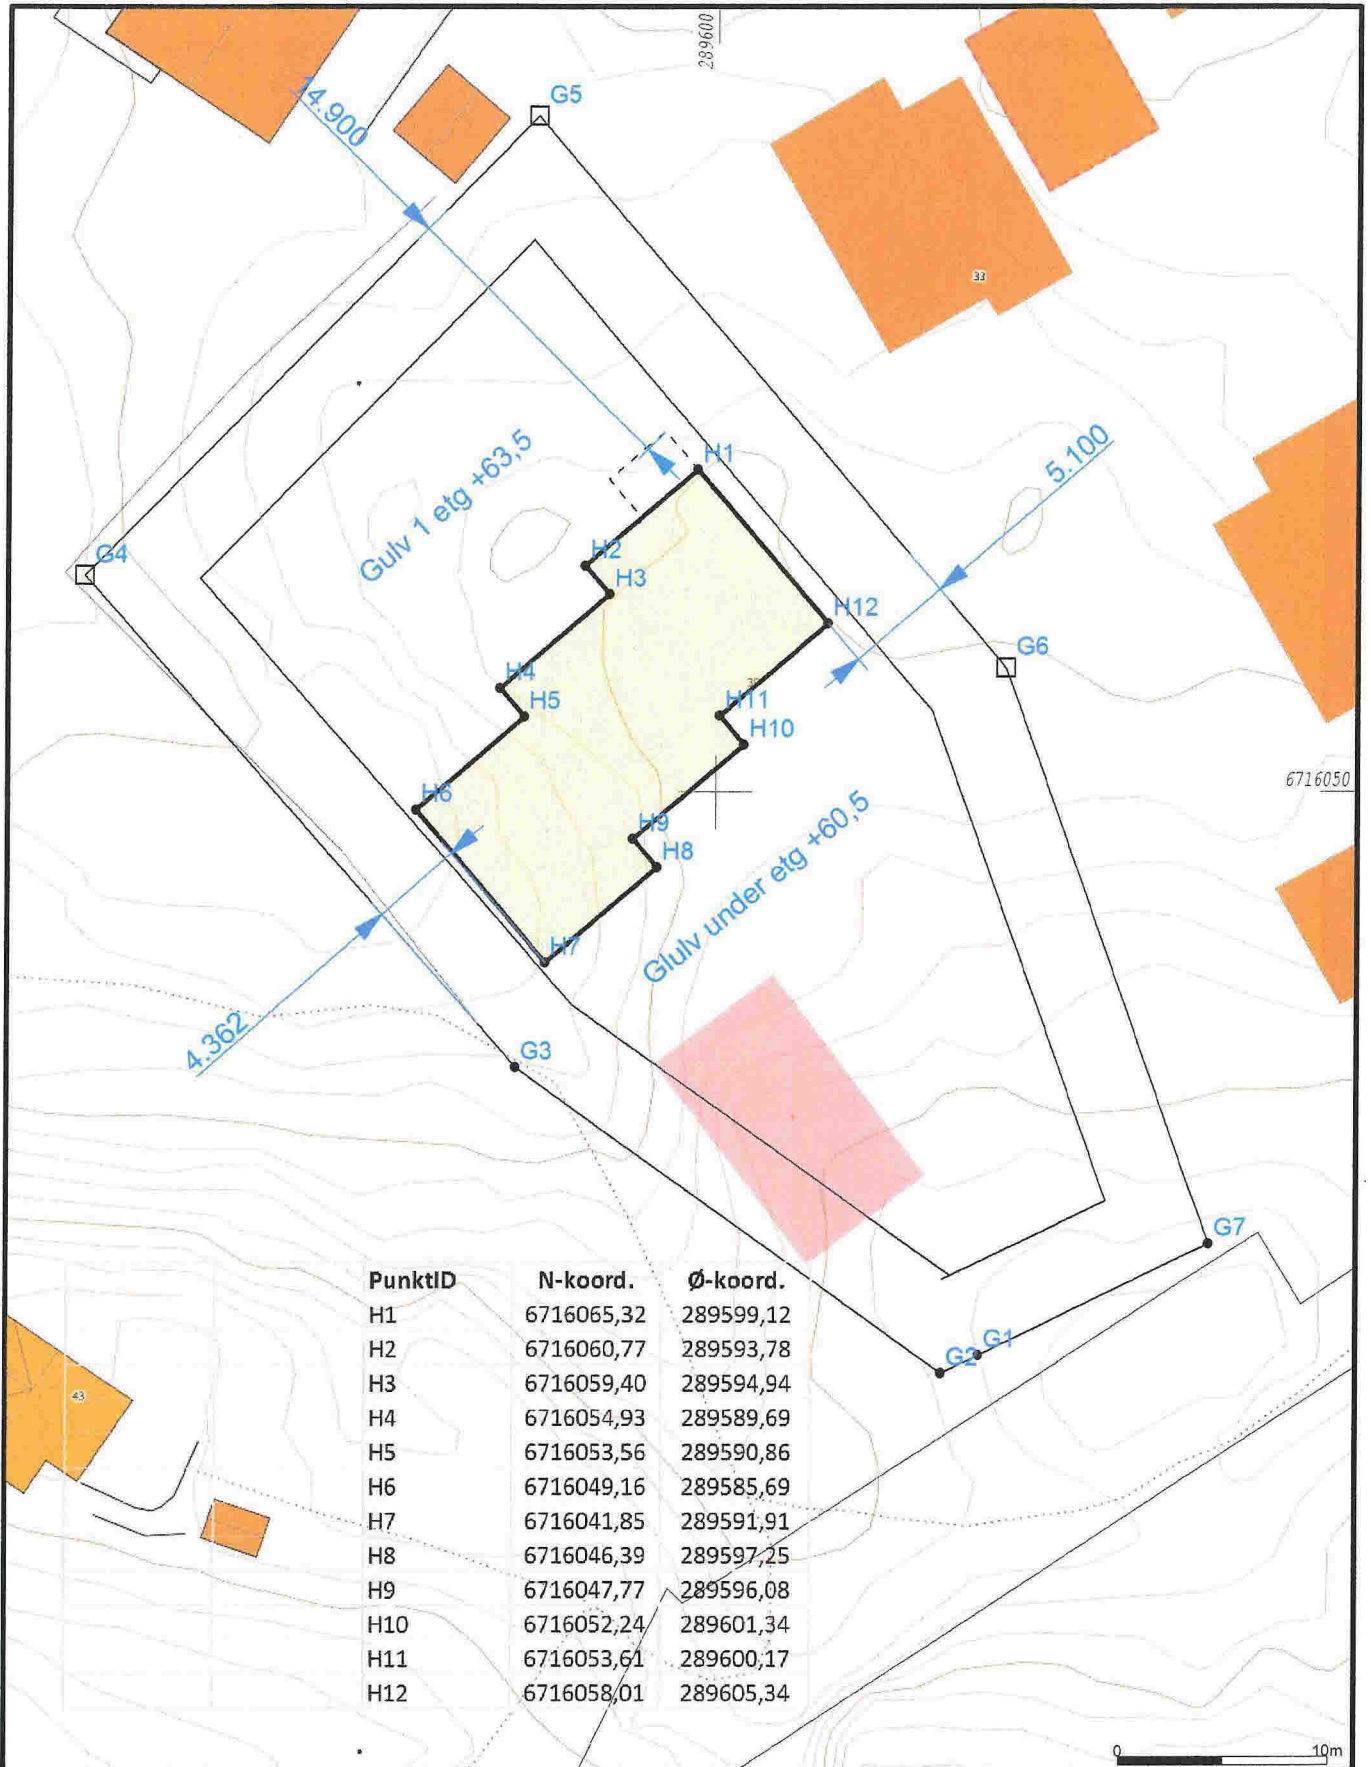 289600
G5
14.900
33
H1
5.100
Gulv 1 etg +63,5
G4
H2
H3
H12
G6
H4
H11
H5
H10
6716050
H6
H9
H8
Glulv under etg +60,5
H7
4.362
G3
G7
G1
G2
43
PunktID N-koord. Ø-koord.
H1 6716065,32 289599,12
H2 6716060,77 289593,78
H3 6716059,40 289594,94
H4 6716054,93 289589,69
H5 6716053,56 289590,86
H6 6716049,16 289585,69
H7 6716041,85 289591,91
H8 6716046,39 289597,25
H9 6716047,77 289596,08
H10 6716052,24 289601,34
H11 6716053,61 289600,17
H12 6716058,01 289605,34
0 10m